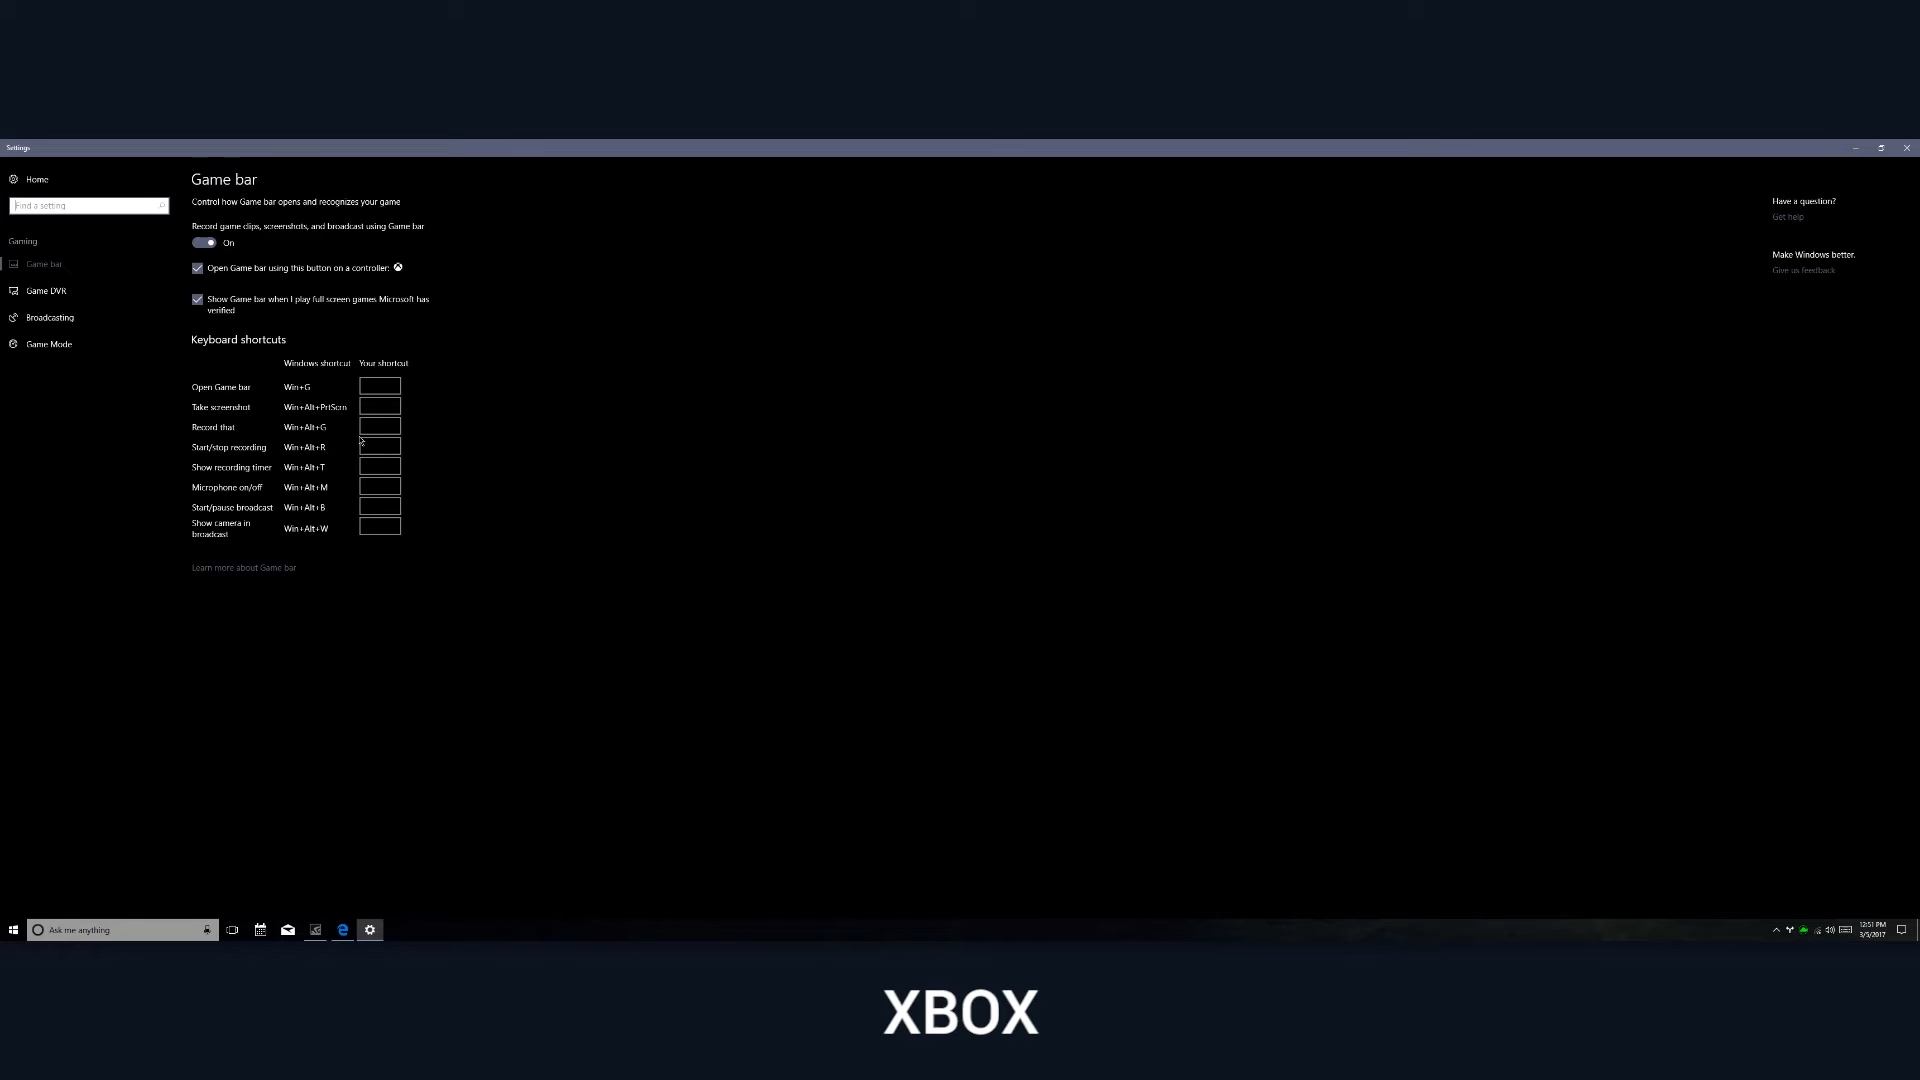 Settings
Home
Find a setting
Gaming
Game bar
Game DVR
Broadcasting
Game Mode
Game bar
Control how Game bar opens and recognizes your game
Record game clips, screenshots, and broadcast using Game bar
On
Open Game bar using this button on a controller:
Show Game bar when I play full screen games Microsoft has
verified
Keyboard shortcuts
Windows shortcut Your shortcut
Open Game bar Win+G
Take screenshot Win+Alt+PrtScrn
Record that Win+Alt+G
Start/stop recording Win+Alt+R
Show recording timer Win+Alt+T
Microphone on/off Win+Alt+M
Start/pause broadcast Win+Alt+B
Show camera in
broadcast Win+Alt+W
Learn more about Game bar
Have a question?
Get help
Make Windows better.
Give us feedback
Ask me anything
12:51 PM
3/5/2017
XBOX